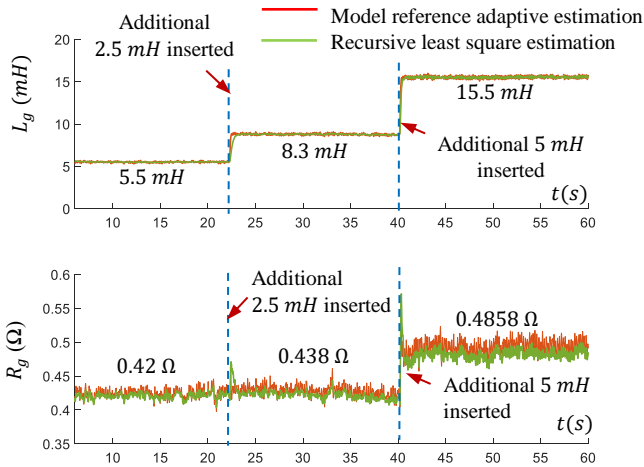 Model reference adaptive estimation
Recursive least square estimation
Additional
2.5 mH inserted
L_g (mH)
20
15
10
5
0
5.5 mH
8.3 mH
15.5 mH
Additional 5 mH
inserted
t(s)
10 15 20 25 30 35 40 45 50 55 60
R_g (Ω)
0.6
0.55
0.5
0.45
0.4
0.35
Additional
2.5 mH inserted
0.42 Ω
0.438 Ω
0.4858 Ω
Additional 5 mH
inserted
t(s)
10 15 20 25 30 35 40 45 50 55 60